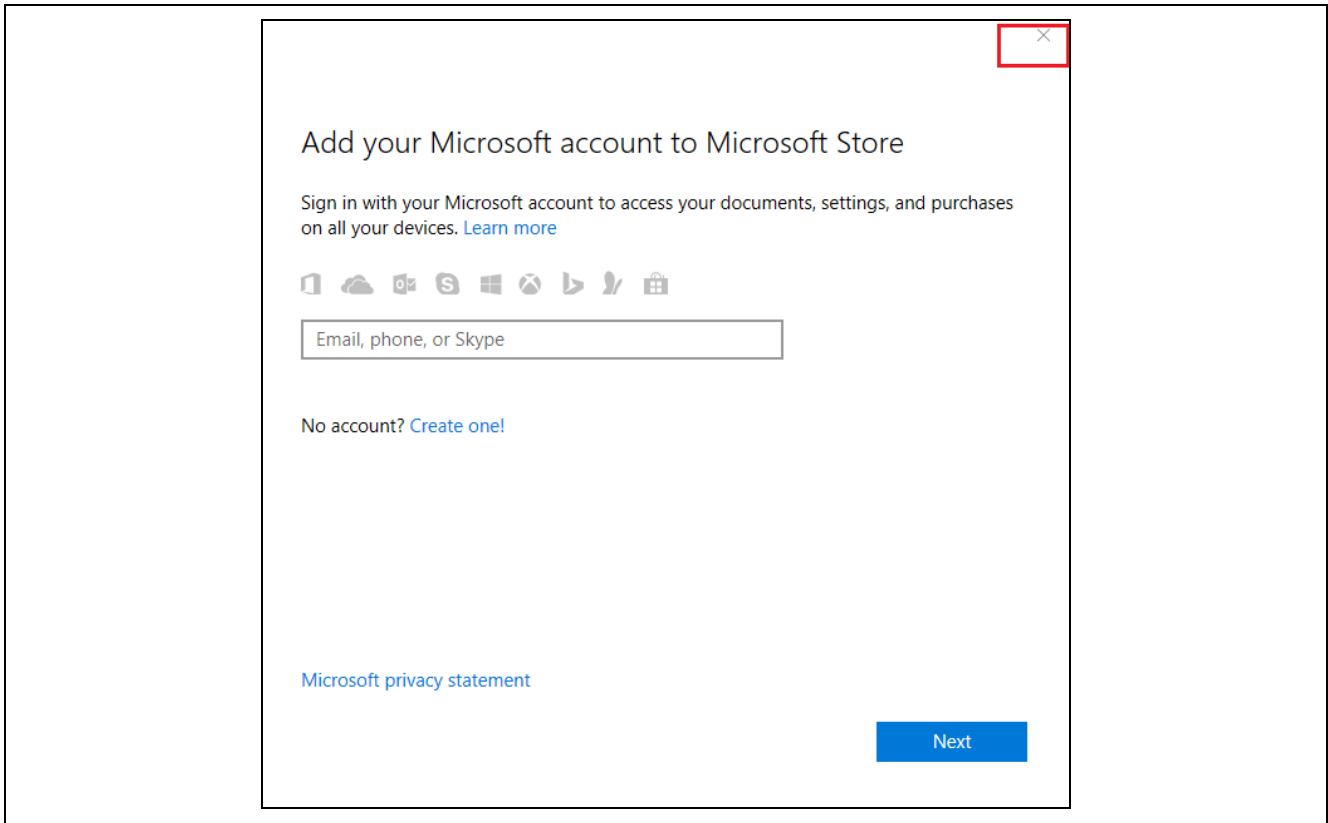 Add your Microsoft account to Microsoft Store
Sign in with your Microsoft account to access your documents, settings, and purchases
on all your devices. Learn more
Email, phone, or Skype
No account? Create one!
Microsoft privacy statement
Next